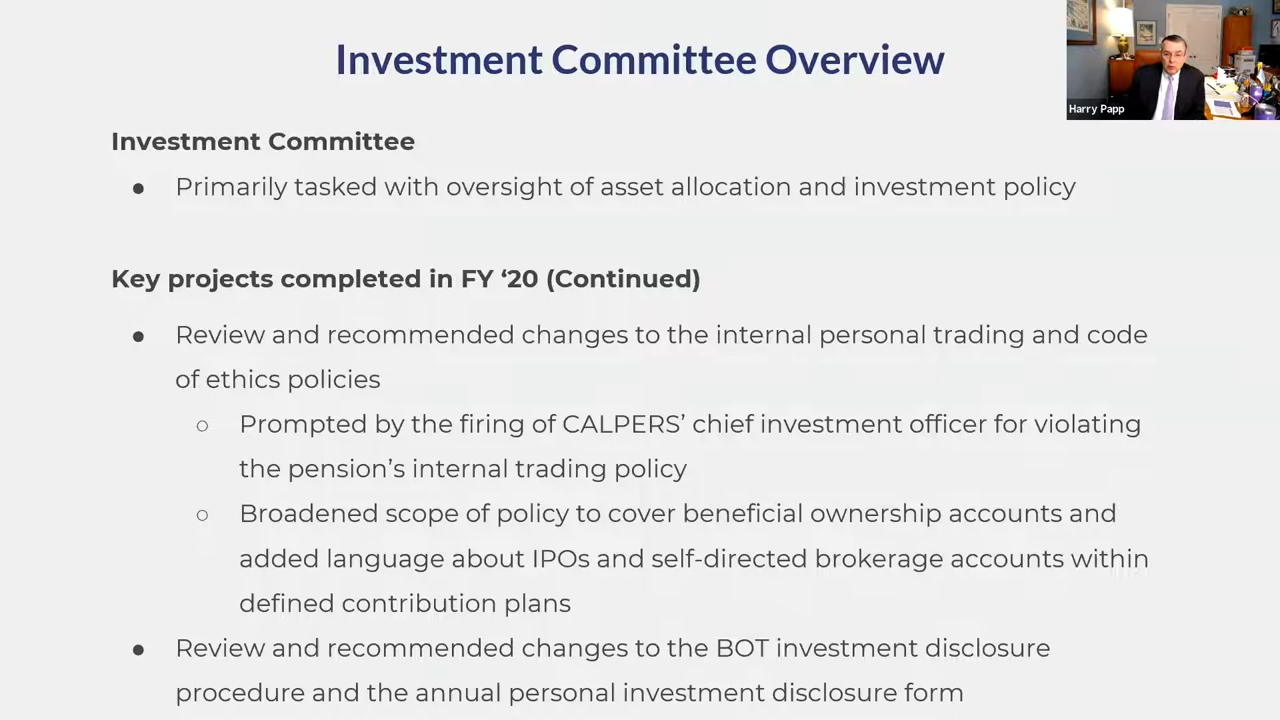 Investment Committee Overview
Harry Papp
Investment Committee
● Primarily tasked with oversight of asset allocation and investment policy
Key projects completed in FY ‘20 (Continued)
● Review and recommended changes to the internal personal trading and code
of ethics policies
○ Prompted by the firing of CALPERS’ chief investment officer for violating
the pension’s internal trading policy
○ Broadened scope of policy to cover beneficial ownership accounts and
added language about IPOs and self-directed brokerage accounts within
defined contribution plans
● Review and recommended changes to the BOT investment disclosure
procedure and the annual personal investment disclosure form